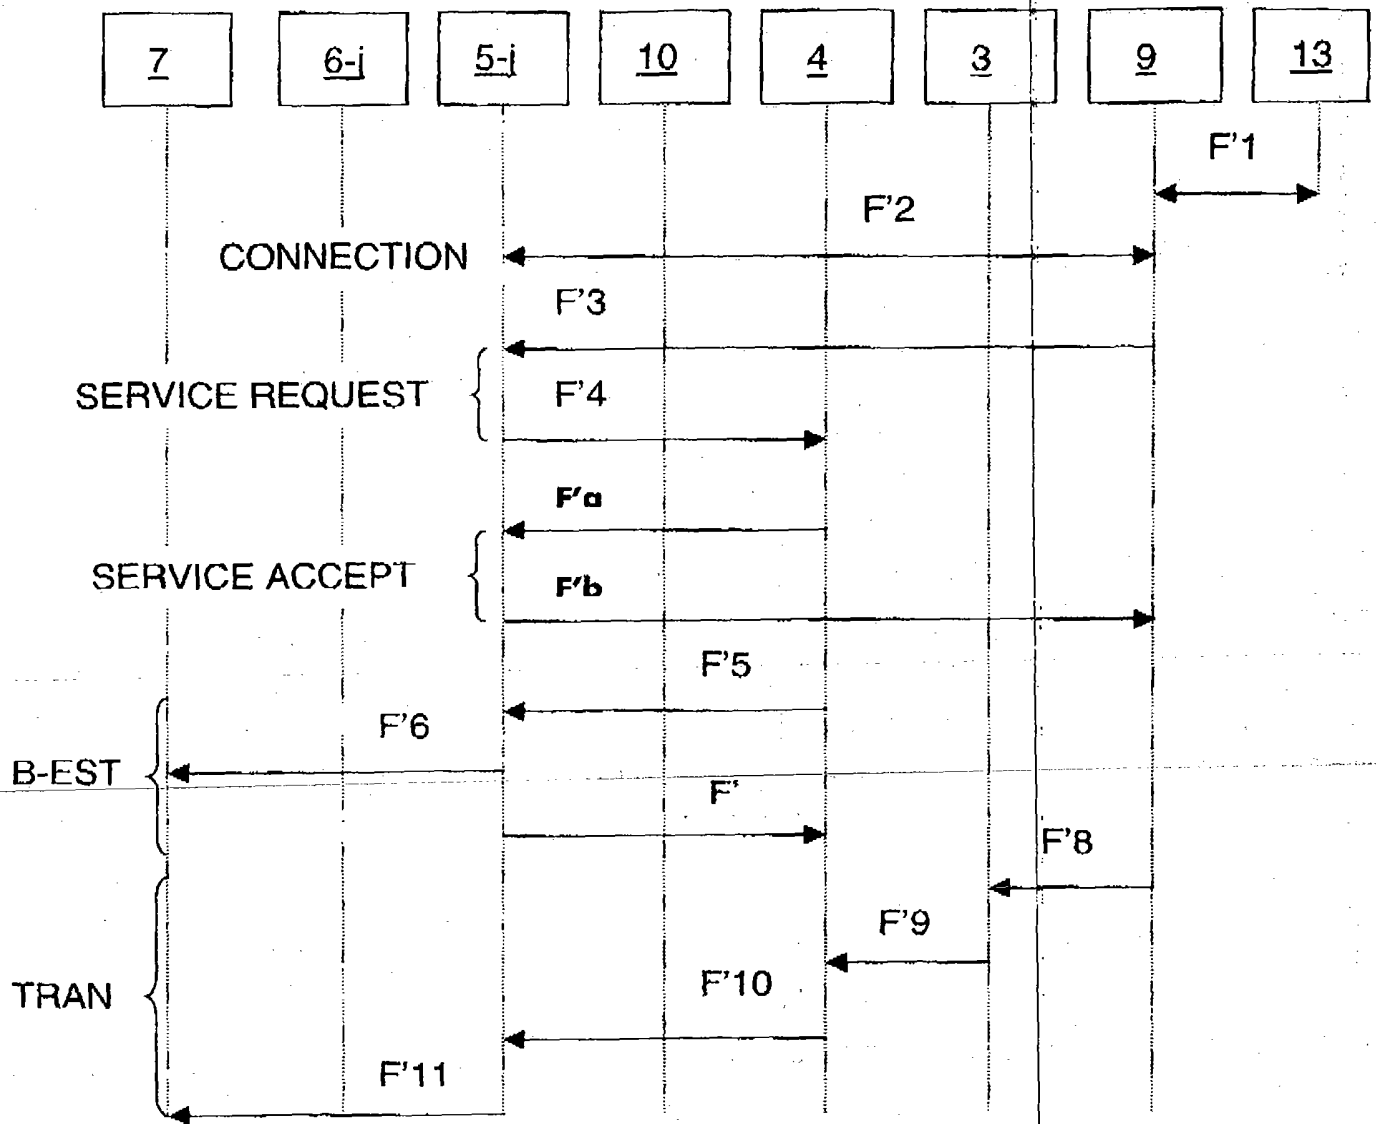 7 6-i 5-j 10 4 3 9 13
F'1
F'2
CONNECTION
F'3
SERVICE REQUEST
F'4
F'a
SERVICE ACCEPT
F'b
F'5
F'6
B-EST
F'
F'8
F'9
F'10
TRAN
F'11